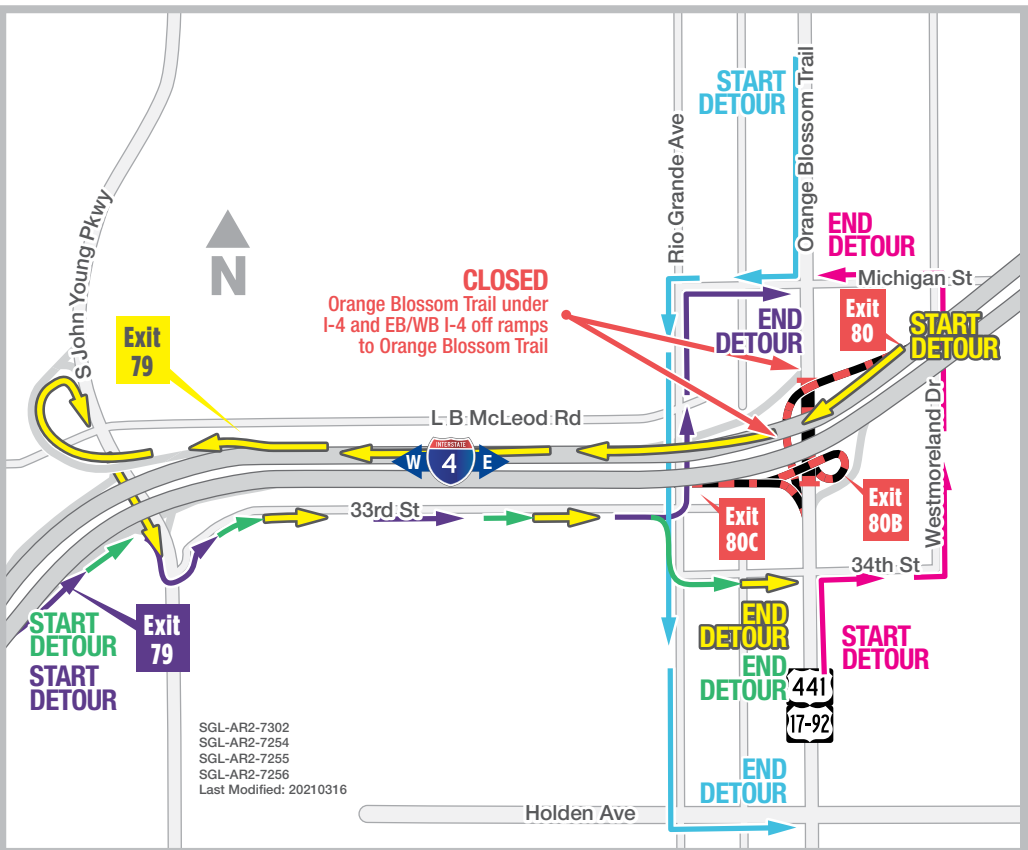 START
DETOUR
Orange Blossom Trail
Rio Grande Ave
S John Young Pkwy
N
END
DETOUR
Michigan St
CLOSED
Orange Blossom Trail under
I-4 and EB/WB I-4 off ramps
to Orange Blossom Trail
Exit
80
START
DETOUR
END
DETOUR
Exit
79
Westmoreland Dr
L B McLeod Rd
INTERSTATE
W 4 E
33rd St
Exit
80C
Exit
80B
34th St
START
DETOUR
Exit
79
START
DETOUR
END
DETOUR
END
DETOUR
START
DETOUR
441
17-92
SGL-AR2-7302
SGL-AR2-7254
SGL-AR2-7255
SGL-AR2-7256
Last Modified: 20210316
END
DETOUR
Holden Ave